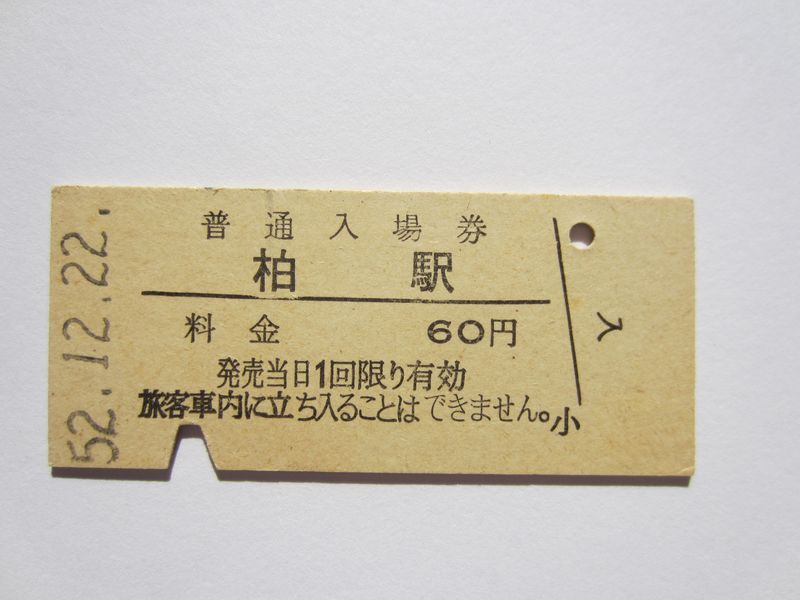 普通入場券
柏駅
料金 60円
発売当日1回限り有効
旅客車内に立ち入ることはできません。
小
入
52.12.22.